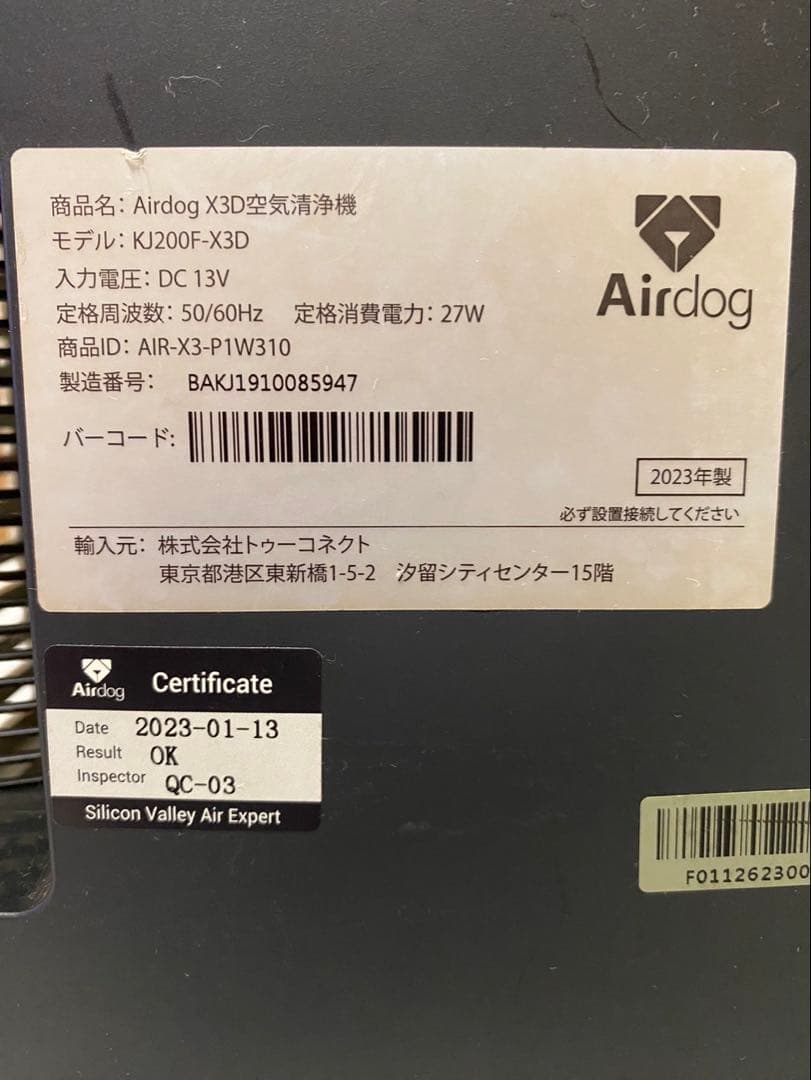 商品名: Airdog X3D空気清浄機
モデル: KJ200F-X3D
入力電圧: DC 13V
定格周波数: 50/60Hz 定格消費電力: 27W
商品ID: AIR-X3-P1W310
製造番号: BAKJ1910085947
バーコード:
Airdog
2023年製
必ず設置接続してください
輸入元: 株式会社トゥーコネクト
東京都港区東新橋1-5-2 汐留シティセンター15階
Airdog Certificate
Date 2023-01-13
Result OK
Inspector QC-03
Silicon Valley Air Expert
F011262300